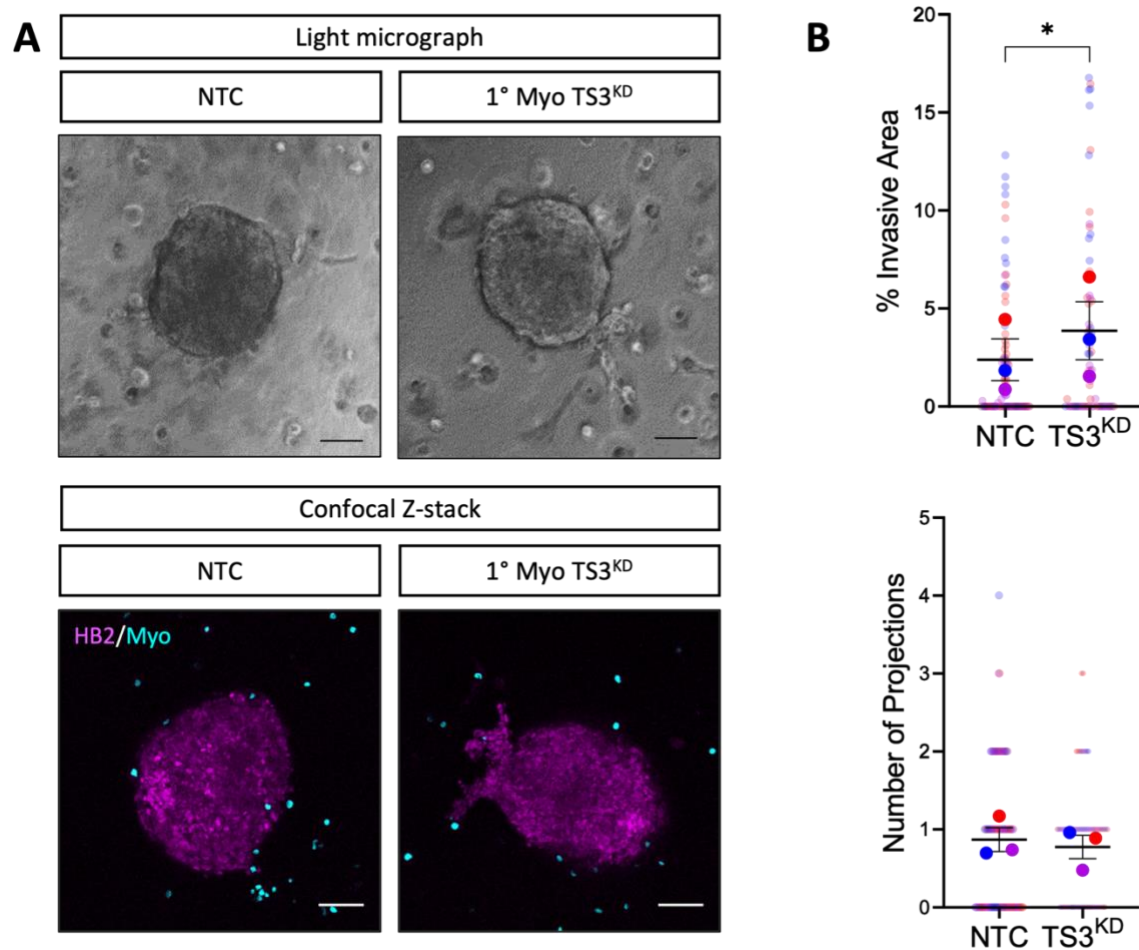 A
Light micrograph
NTC
1° Myo TS3KD
Confocal Z-stack
NTC
1° Myo TS3KD
HB2/Myo
B
% Invasive Area
20
15
10
5
0
*
NTC
TS3KD
Number of Projections
5
4
3
2
1
0
NTC
TS3KD